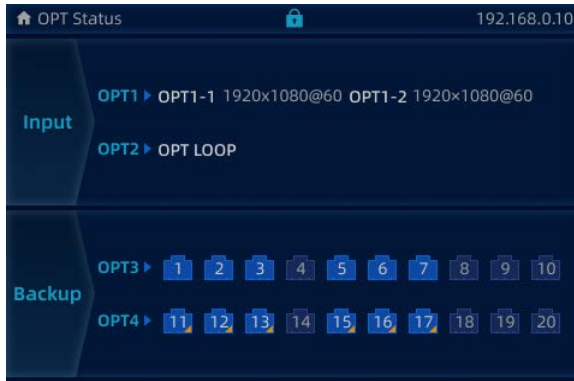 OPT Status 192.168.0.10
Input
OPT1 OPT1-1 1920x1080@60 OPT1-2 1920×1080@60
OPT2 OPT LOOP
Backup
OPT3 1 2 3 4 5 6 7 8 9 10
OPT4 11 12 13 14 15 16 17 18 19 20